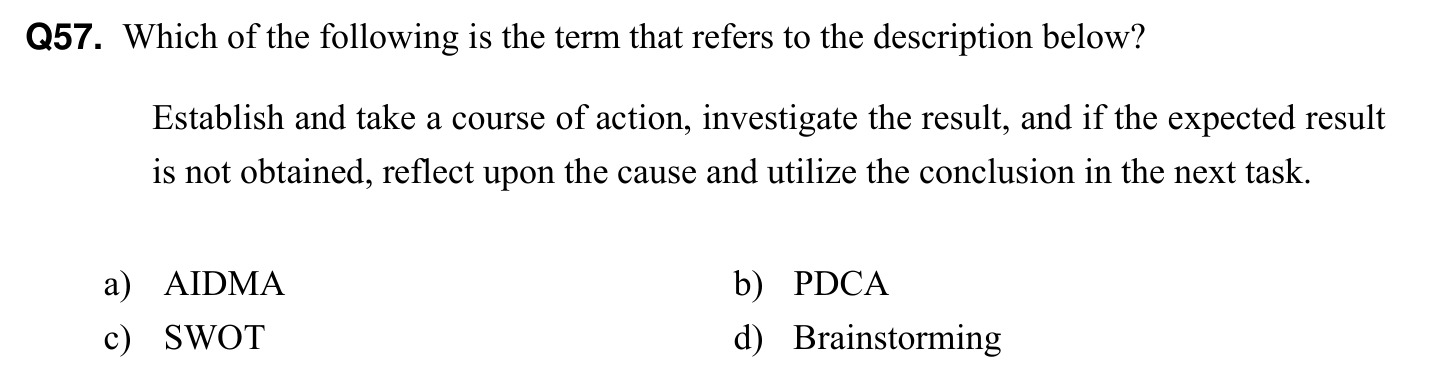 Q57. Which of the following is the term that refers to the description below?
Establish and take a course of action, investigate the result, and if the expected result
is not obtained, reflect upon the cause and utilize the conclusion in the next task.
a) AIDMA b) PDCA
c) SWOT d) Brainstorming